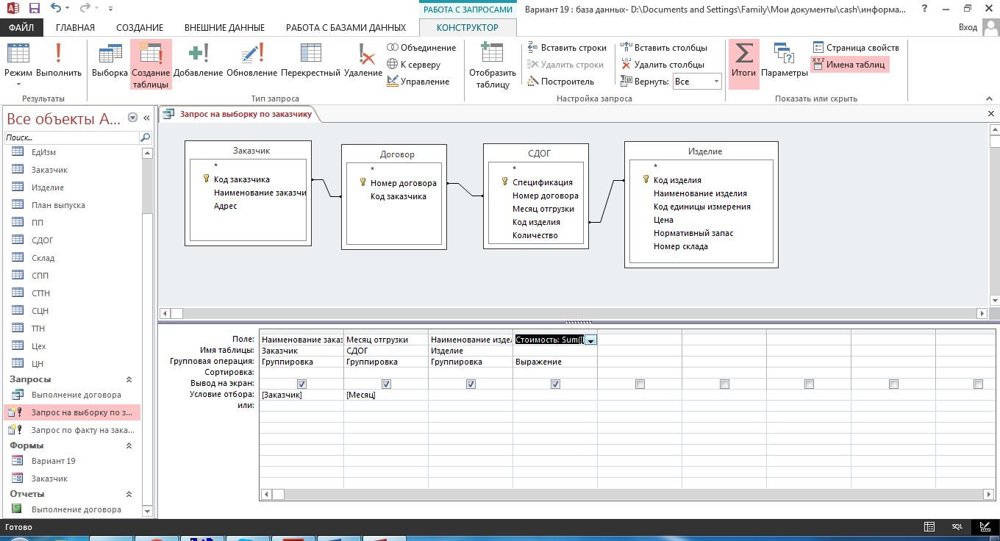 РАБОТА С ЗАПРОСАМИ
Вариант 19 : база данных- D:\Documents and Settings\Family\Мои документы\cash\информа...
?
ФАЙЛ ГЛАВНАЯ СОЗДАНИЕ ВНЕШНИЕ ДАННЫЕ РАБОТА С БАЗАМИ ДАННЫХ КОНСТРУКТОР Вход
Режим Выполнить
Результаты
Выборка Создание таблицы Добавление Обновление Перекрестный Удаление
Объединение
К серверу
Управление
Тип запроса
Отобразить таблицу
Вставить строки
Удалить строки
Построитель
Вставить столбцы
Удалить столбцы
Вернуть: Все
Настройка запроса
Итоги Параметры
Страница свойств
XYZ Имена таблиц
Показать или скрыть
Все объекты A...
Поиск...
ЕдИзм
Заказчик
Изделие
План выпуска
ПП
СДОГ
Склад
СПП
СТТН
СЦН
ТТН
Цех
ЦН
Запросы
Выполнение договора
Запрос на выборку по з...
Запрос по факту на зака...
Формы
Вариант 19
Заказчик
Отчеты
Выполнение договора
Запрос на выборку по заказчику
Заказчик
*
Код заказчика
Наименование заказчи
Адрес
Договор
*
Номер договора
Код заказчика
СДОГ
*
Спецификация
Номер договора
Месяц отгрузки
Код изделия
Количество
Изделие
*
Код изделия
Наименование изделия
Код единицы измерения
Цена
Нормативный запас
Номер склада
Поле: Наименование заказ Месяц отгрузки Наименование издел Стоимость: Sum([
Имя таблицы: Заказчик СДОГ Изделие
Групповая операция: Группировка Группировка Группировка Выражение
Сортировка:
Вывод на экран:
Условие отбора: [Заказчик] [Месяц]
или:
Готово
SQL